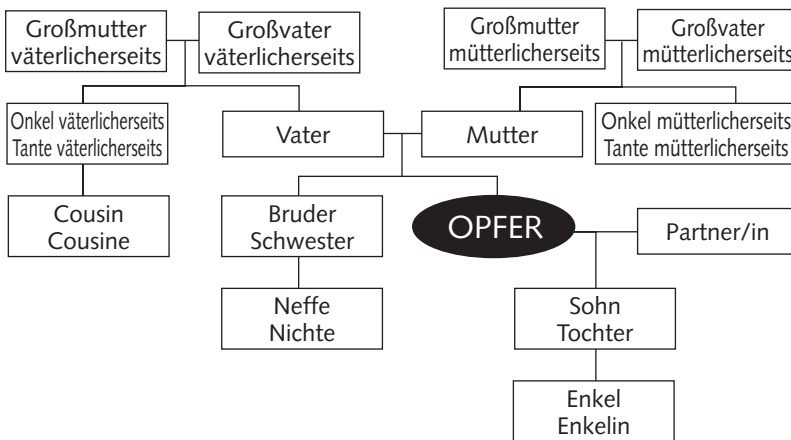 Großmutter
väterlicherseits
Großvater
väterlicherseits
Großmutter
mütterlicherseits
Großvater
mütterlicherseits
Onkel väterlicherseits
Tante väterlicherseits
Vater
Mutter
Onkel mütterlicherseits
Tante mütterlicherseits
Cousin
Cousine
Bruder
Schwester
OPFER
Partner/in
Neffe
Nichte
Sohn
Tochter
Enkel
Enkelin